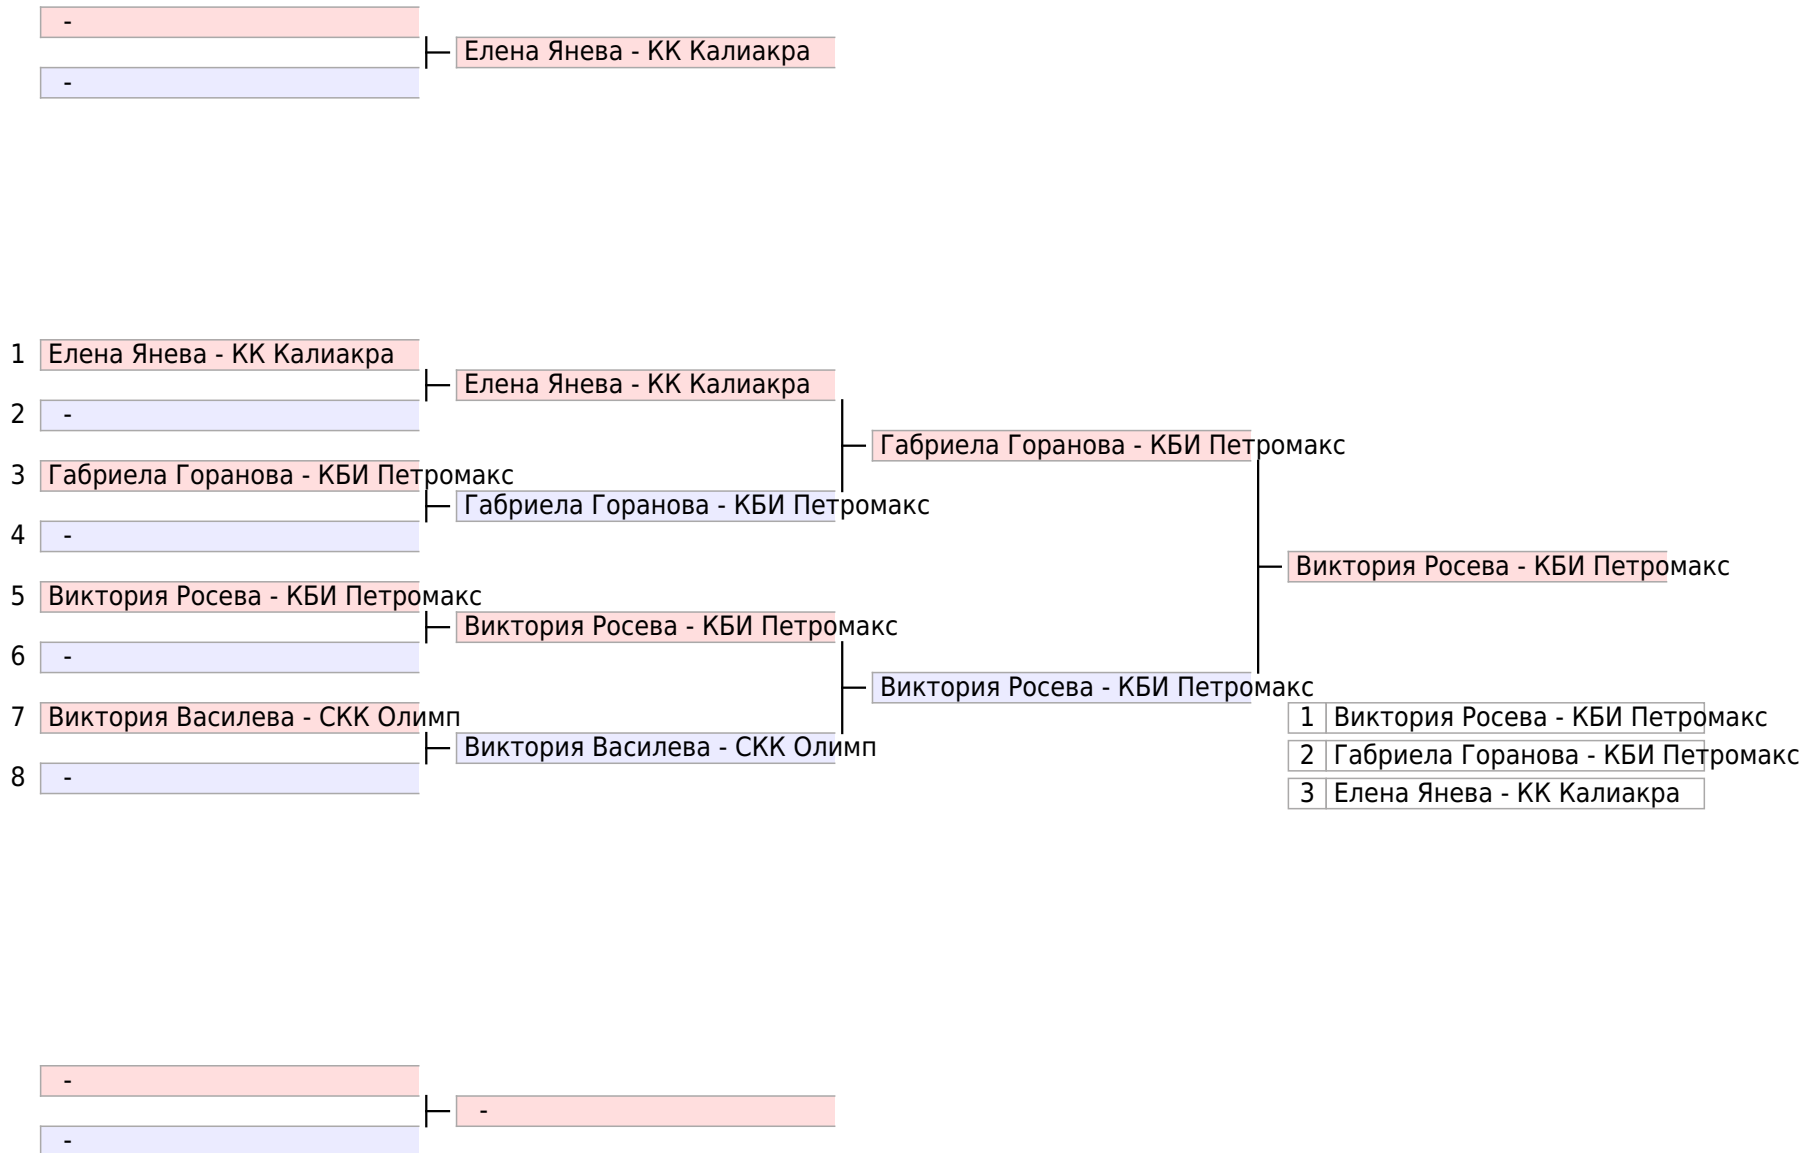 -
Елена Янева - КК Калиакра
-
1 Елена Янева - КК Калиакра
Елена Янева - КК Калиакра
2 -
Габриела Горанова - КБИ Петромакс
3 Габриела Горанова - КБИ Петромакс
Габриела Горанова - КБИ Петромакс
4 -
Виктория Росева - КБИ Петромакс
5 Виктория Росева - КБИ Петромакс
Виктория Росева - КБИ Петромакс
6 -
Виктория Росева - КБИ Петромакс
7 Виктория Василева - СКК Олимп
1 Виктория Росева - КБИ Петромакс
Виктория Василева - СКК Олимп
2 Габриела Горанова - КБИ Петромакс
8 -
3 Елена Янева - КК Калиакра
-
-
-